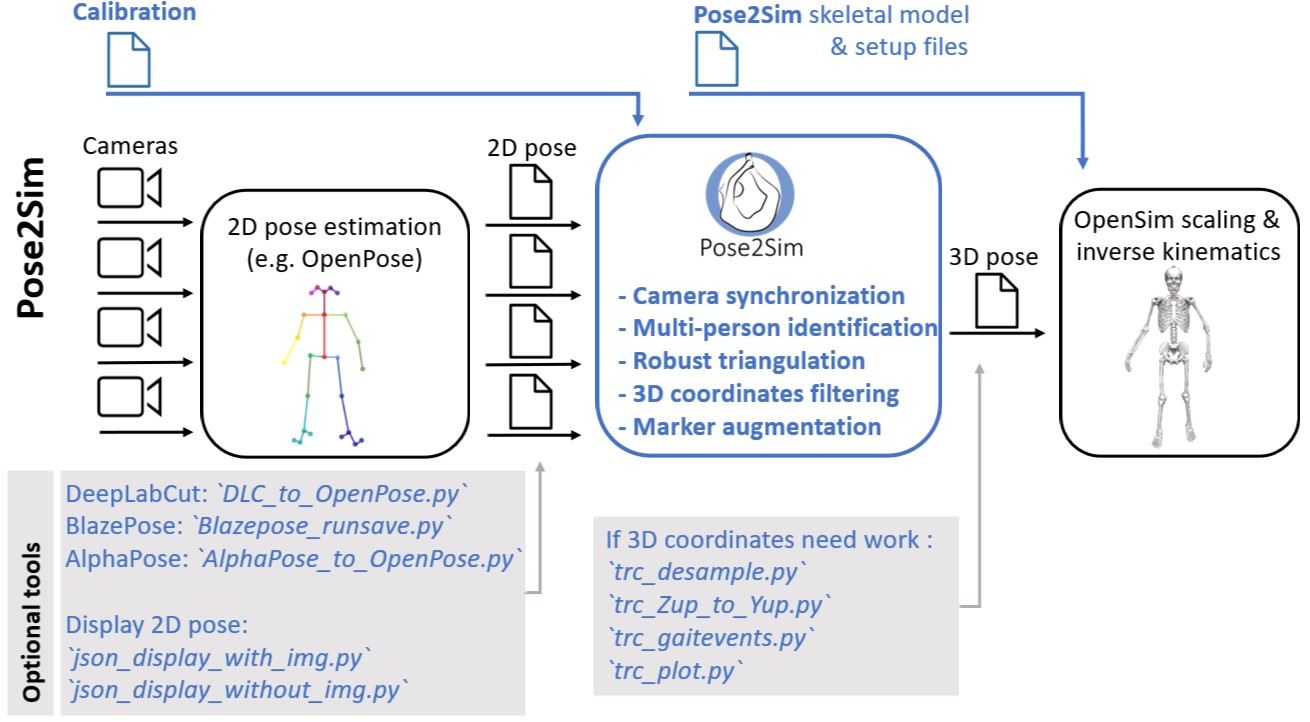 Calibration
Pose2Sim skeletal model
& setup files
Pose2Sim
Cameras
2D pose estimation
(e.g. OpenPose)
2D pose
Pose2Sim
- Camera synchronization
- Multi-person identification
- Robust triangulation
- 3D coordinates filtering
- Marker augmentation
3D pose
OpenSim scaling &
inverse kinematics
Optional tools
DeepLabCut: `DLC_to_OpenPose.py`
BlazePose: `Blazepose_runsave.py`
AlphaPose: `AlphaPose_to_OpenPose.py`
Display 2D pose:
`json_display_with_img.py`
`json_display_without_img.py`
If 3D coordinates need work :
`trc_desample.py`
`trc_Zup_to_Yup.py`
`trc_gaitevents.py`
`trc_plot.py`